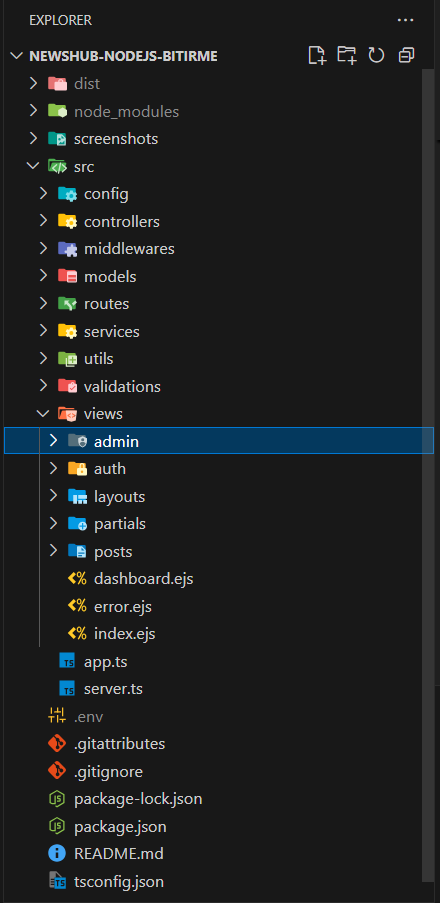 EXPLORER
NEWSHUB-NODEJS-BITIRME
dist
node_modules
screenshots
src
config
controllers
middlewares
models
routes
services
utils
validations
views
admin
auth
layouts
partials
posts
dashboard.ejs
error.ejs
index.ejs
app.ts
server.ts
.env
.gitattributes
.gitignore
package-lock.json
package.json
README.md
tsconfig.json